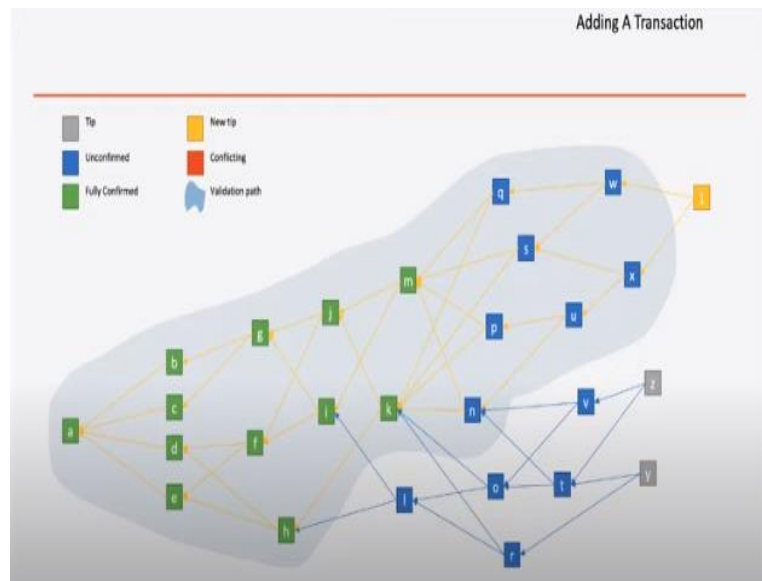 Adding A Transaction
Tip
New tip
Unconfirmed
Conflicting
Fully Confirmed
Validation path
q
w
s
m
x
j
p
u
g
b
z
c
i
k
n
v
a
d
f
e
l
o
t
y
h
r